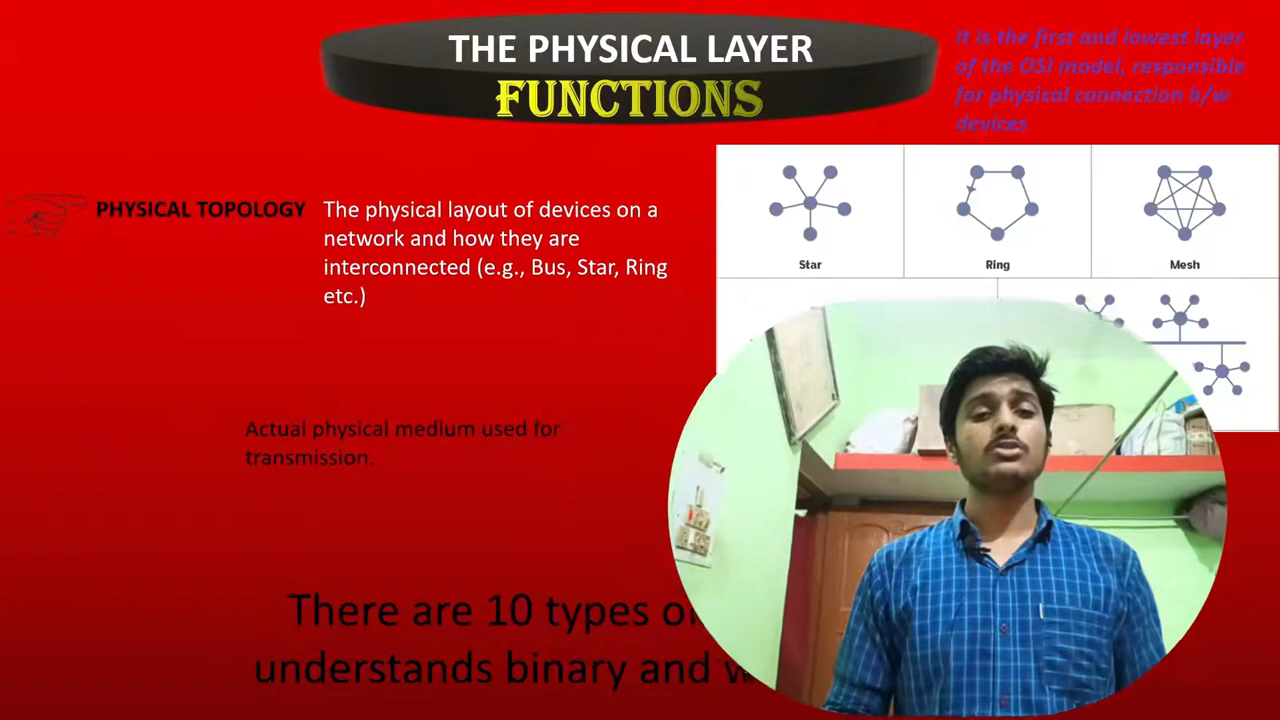 THE PHYSICAL LAYER
FUNCTIONS
It is the first and lowest layer
of the OSI model, responsible
for physical connection b/w
devices
PHYSICAL TOPOLOGY
The physical layout of devices on a
network and how they are
interconnected (e.g., Bus, Star, Ring
etc.)
Star
Ring
Mesh
Actual physical medium used for
transmission.
There are 10 types
understands binary and